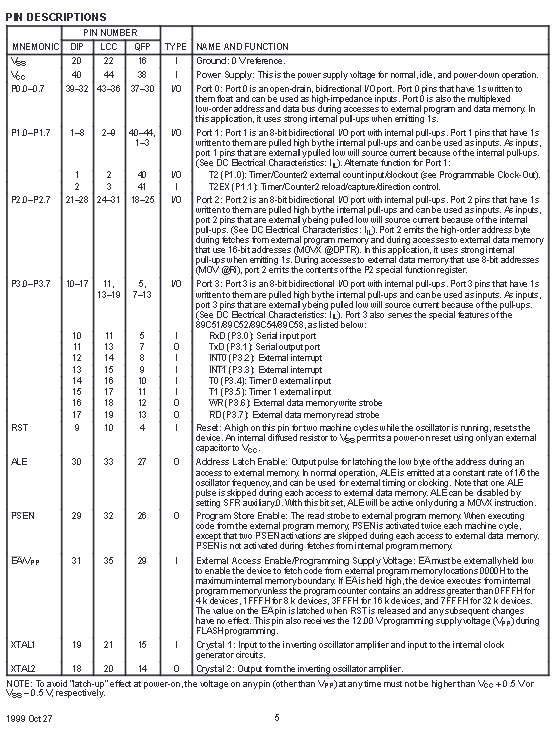 PIN DESCRIPTIONS
PIN NUMBER
MNEMONIC DIP LCC QFP TYPE NAME AND FUNCTION
VSS 20 22 16 I Ground: 0 V reference.
VCC 40 44 38 I Power Supply: This is the power supply voltage for normal, idle, and power-down operation.
P0.0–0.7 39–32 43–36 37–30 I/O Port 0: Port 0 is an open-drain, bidirectional I/O port. Port 0 pins that have 1s written to
them float and can be used as high-impedance inputs. Port 0 is also the multiplexed
low-order address and data bus during accesses to external program and data memory. In
this application, it uses strong internal pull-ups when emitting 1s.
P1.0–P1.7 1–8 2–9 40–44, I/O Port 1: Port 1 is an 8-bit bidirectional I/O port with internal pull-ups. Port 1 pins that have 1s
1–3 written to them are pulled high by the internal pull-ups and can be used as inputs. As inputs,
port 1 pins that are externally pulled low will source current because of the internal pull-ups.
(See DC Electrical Characteristics: IIL). Alternate function for Port 1:
1 2 40 I/O T2 (P1.0): Timer/Counter2 external count input/clockout (see Programmable Clock-Out).
2 3 41 I T2EX (P1.1): Timer/Counter2 reload/capture/direction control.
P2.0–P2.7 21–28 24–31 18–25 I/O Port 2: Port 2 is an 8-bit bidirectional I/O port with internal pull-ups. Port 2 pins that have 1s
written to them are pulled high by the internal pull-ups and can be used as inputs. As inputs,
port 2 pins that are externally being pulled low will source current because of the internal
pull-ups. (See DC Electrical Characteristics: IIL). Port 2 emits the high-order address byte
during fetches from external program memory and during accesses to external data memory
that use 16-bit addresses (MOVX @DPTR). In this application, it uses strong internal
pull-ups when emitting 1s. During accesses to external data memory that use 8-bit addresses
(MOV @Ri), port 2 emits the contents of the P2 special function register.
P3.0–P3.7 10–17 11, 5, I/O Port 3: Port 3 is an 8-bit bidirectional I/O port with internal pull-ups. Port 3 pins that have 1s
13–19 7–13 written to them are pulled high by the internal pull-ups and can be used as inputs. As inputs,
port 3 pins that are externally being pulled low will source current because of the pull-ups.
(See DC Electrical Characteristics: IIL). Port 3 also serves the special features of the
89C51/89C52/89C54/89C58, as listed below:
10 11 5 I RxD (P3.0): Serial input port
11 13 7 O TxD (P3.1): Serial output port
12 14 8 I INT0 (P3.2): External interrupt
13 15 9 I INT1 (P3.3): External interrupt
14 16 10 I T0 (P3.4): Timer 0 external input
15 17 11 I T1 (P3.5): Timer 1 external input
16 18 12 O WR (P3.6): External data memory write strobe
17 19 13 O RD (P3.7): External data memory read strobe
RST 9 10 4 I Reset: A high on this pin for two machine cycles while the oscillator is running, resets the
device. An internal diffused resistor to VSS permits a power-on reset using only an external
capacitor to VCC.
ALE 30 33 27 O Address Latch Enable: Output pulse for latching the low byte of the address during an
access to external memory. In normal operation, ALE is emitted at a constant rate of 1/6 the
oscillator frequency, and can be used for external timing or clocking. Note that one ALE
pulse is skipped during each access to external data memory. ALE can be disabled by
setting SFR auxiliary.0. With this bit set, ALE will be active only during a MOVX instruction.
PSEN 29 32 26 O Program Store Enable: The read strobe to external program memory. When executing
code from the external program memory, PSEN is activated twice each machine cycle,
except that two PSEN activations are skipped during each access to external data memory.
PSEN is not activated during fetches from internal program memory.
EA/VPP 31 35 29 I External Access Enable/Programming Supply Voltage: EA must be externally held low
to enable the device to fetch code from external program memory locations 0000H to the
maximum internal memory boundary. If EA is held high, the device executes from internal
program memory unless the program counter contains an address greater than 0FFFH for
4 k devices, 1FFFH for 8 k devices, 3FFFH for 16 k devices, and 7FFFH for 32 k devices.
The value on the EA pin is latched when RST is released and any subsequent changes
have no effect. This pin also receives the 12.00 V programming supply voltage (VPP) during
FLASH programming.
XTAL1 19 21 15 I Crystal 1: Input to the inverting oscillator amplifier and input to the internal clock
generator circuits.
XTAL2 18 20 14 O Crystal 2: Output from the inverting oscillator amplifier.
NOTE: To avoid "latch-up" effect at power-on, the voltage on any pin (other than VPP) at any time must not be higher than VCC + 0.5 V or
VSS – 0.5 V, respectively.
1999 Oct 27 5